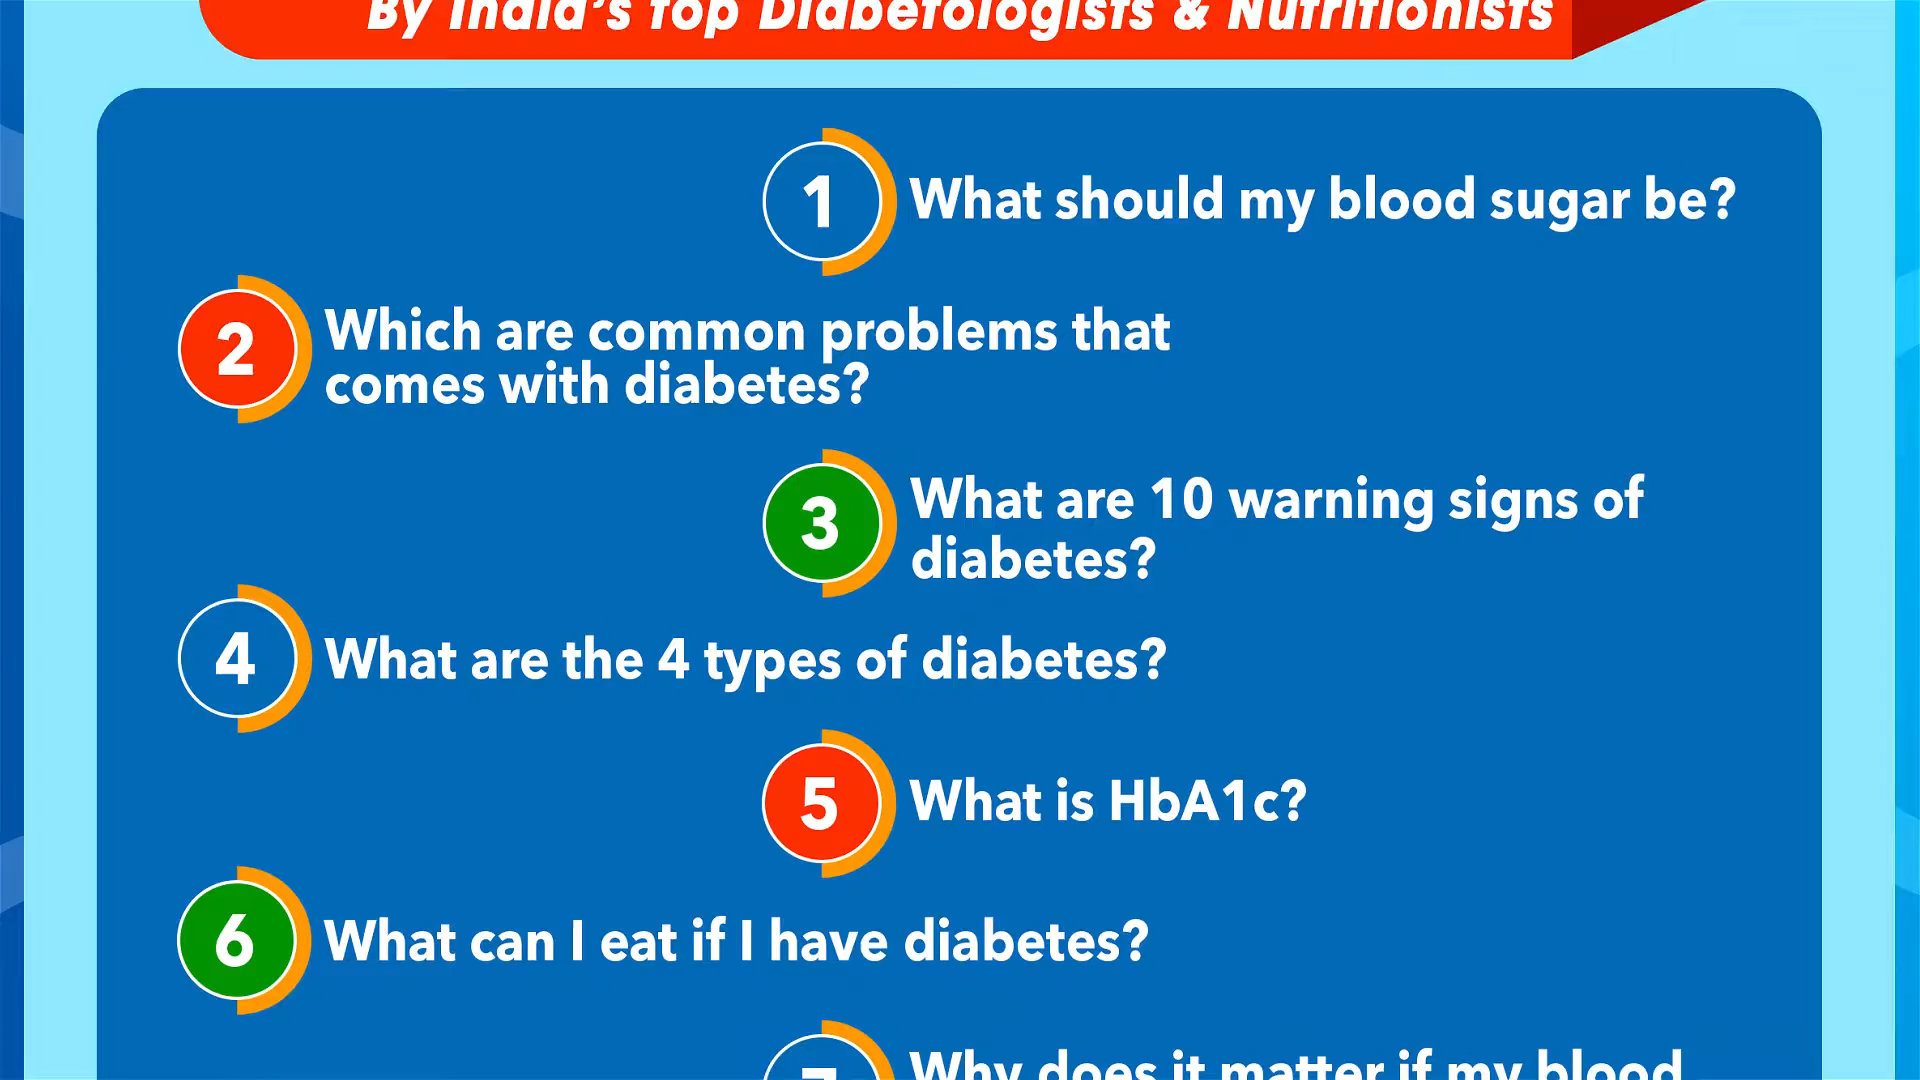 By India's top Diabetologists & Nutritionists
1 What should my blood sugar be?
2 Which are common problems that
comes with diabetes?
3 What are 10 warning signs of
diabetes?
4 What are the 4 types of diabetes?
5 What is HbA1c?
6 What can I eat if I have diabetes?
7 Why does it matter if my blood